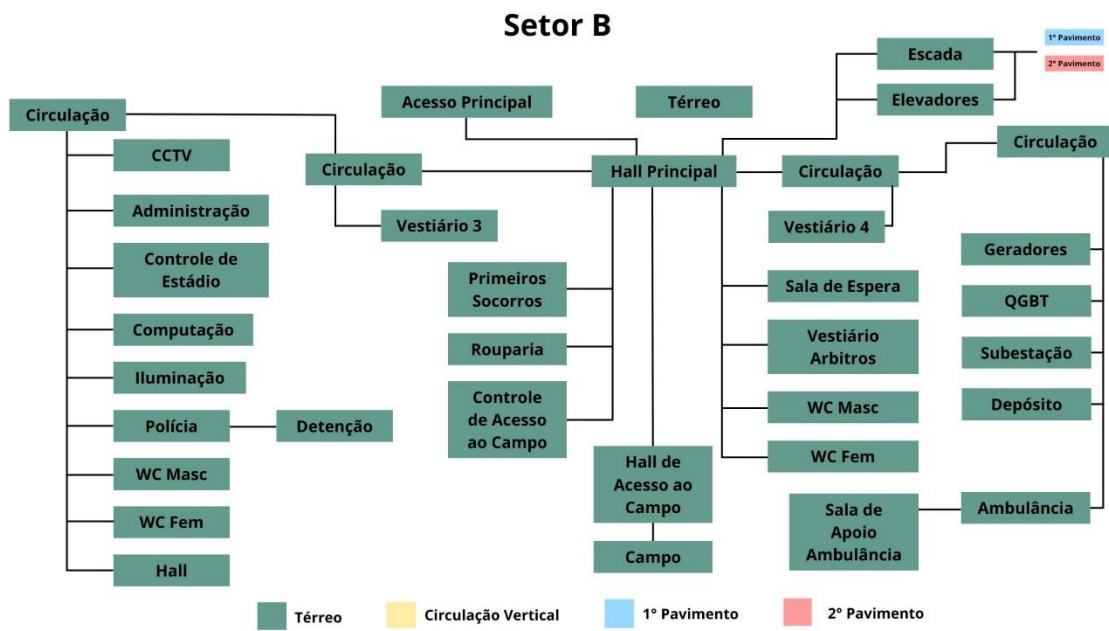 Setor B
1° Pavimento
2° Pavimento
Escada
Elevadores
Acesso Principal
Térreo
Circulação
CCTV
Administração
Controle de
Estádio
Computação
Iluminação
Polícia
Detenção
WC Masc
WC Fem
Hall
Circulação
Vestiário 3
Hall Principal
Primeiros
Socorros
Rouparia
Controle
de Acesso
ao Campo
Hall de
Acesso ao
Campo
Campo
Circulação
Vestiário 4
Sala de Espera
Vestiário
Arbitros
WC Masc
WC Fem
Circulação
Geradores
QGBT
Subestação
Depósito
Ambulância
Sala de
Apoio
Ambulância
Térreo
Circulação Vertical
1° Pavimento
2° Pavimento